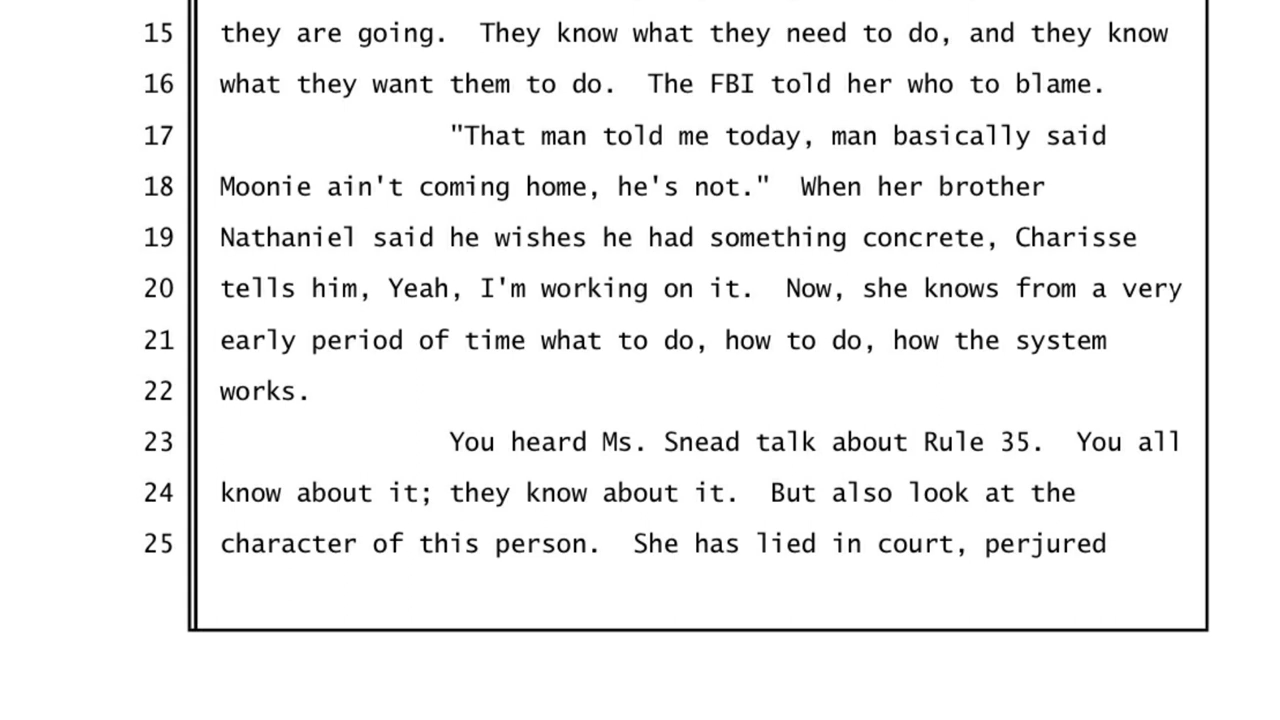 15 they are going.  They know what they need to do, and they know
16 what they want them to do.  The FBI told her who to blame.
17 "That man told me today, man basically said
18 Moonie ain't coming home, he's not."  When her brother
19 Nathaniel said he wishes he had something concrete, Charisse
20 tells him, Yeah, I'm working on it.  Now, she knows from a very
21 early period of time what to do, how to do, how the system
22 works.
23 You heard Ms. Snead talk about Rule 35.  You all
24 know about it; they know about it.  But also look at the
25 character of this person.  She has lied in court, perjured